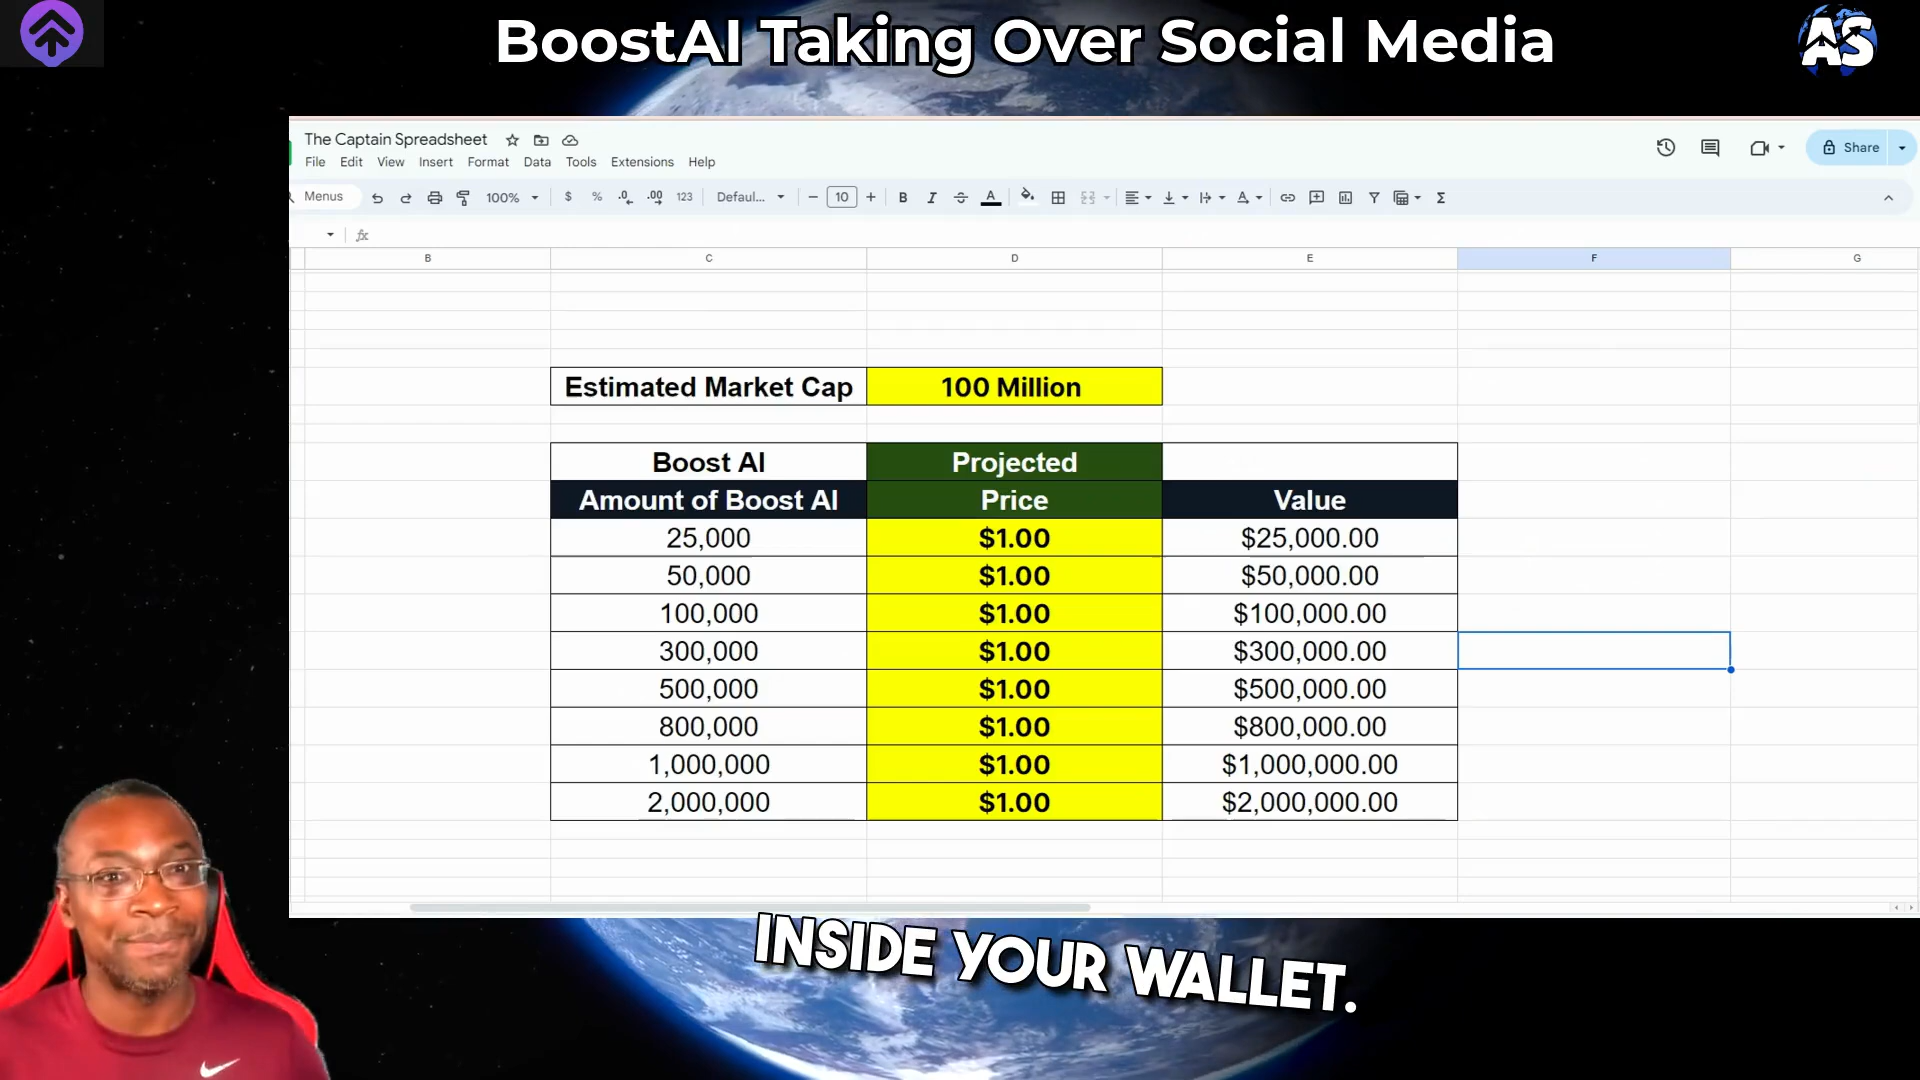 BoostAI Taking Over Social Media
AS
The Captain Spreadsheet
Share
File Edit View Insert Format Data Tools Extensions Help
Menus 100% $ % .0 .00 123 Defaul... − 10 + B I A Σ
fx
B C D E F G
Estimated Market Cap 100 Million
Boost AI Projected
Amount of Boost AI Price Value
25,000 $1.00 $25,000.00
50,000 $1.00 $50,000.00
100,000 $1.00 $100,000.00
300,000 $1.00 $300,000.00
500,000 $1.00 $500,000.00
800,000 $1.00 $800,000.00
1,000,000 $1.00 $1,000,000.00
2,000,000 $1.00 $2,000,000.00
INSIDE YOUR WALLET.